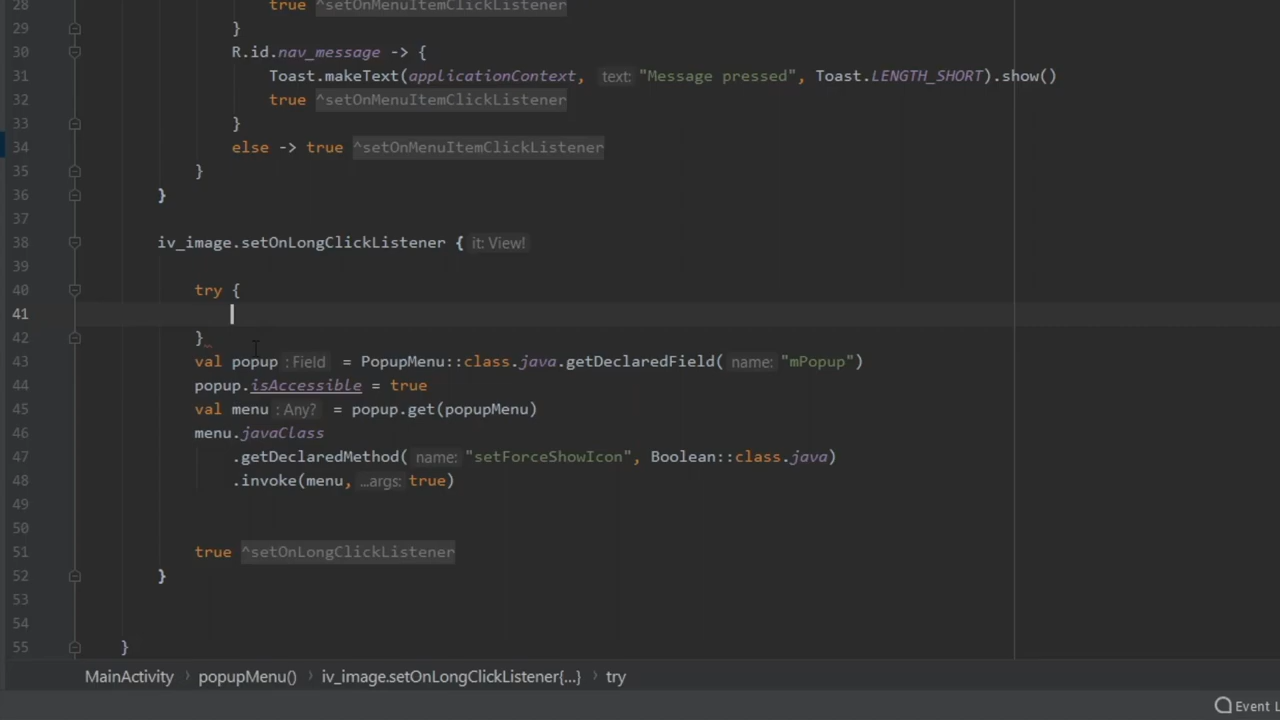 28 true ^setOnMenuItemClickListener
29 }
30 R.id.nav_message -> {
31 Toast.makeText(applicationContext, text: "Message pressed", Toast.LENGTH_SHORT).show()
32 true ^setOnMenuItemClickListener
33 }
34 else -> true ^setOnMenuItemClickListener
35 }
36 }
37
38 iv_image.setOnLongClickListener { it: View!
39
40 try {
41
42 }
43 val popup : Field = PopupMenu::class.java.getDeclaredField( name: "mPopup")
44 popup.isAccessible = true
45 val menu : Any? = popup.get(popupMenu)
46 menu.javaClass
47 .getDeclaredMethod( name: "setForceShowIcon", Boolean::class.java)
48 .invoke(menu, ...args: true)
49
50
51 true ^setOnLongClickListener
52 }
53
54
55 }
MainActivity › popupMenu() › iv_image.setOnLongClickListener{...} › try
Event L